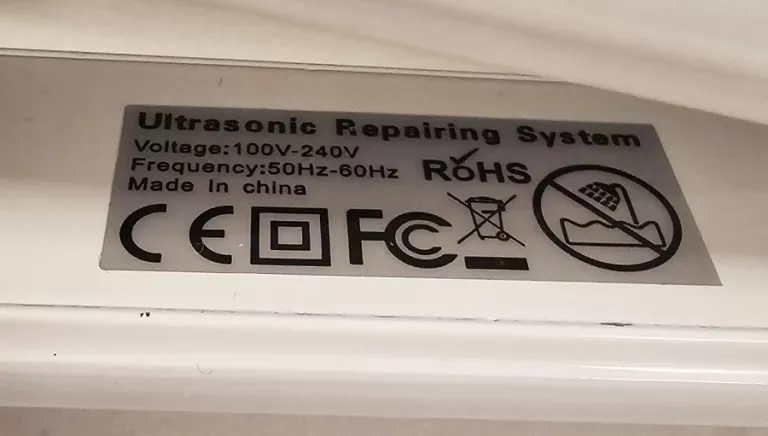 Ultrasonic Repairing System
Voltage:100V-240V
Frequency:50Hz-60Hz
RoHS
Made In china
CE FC